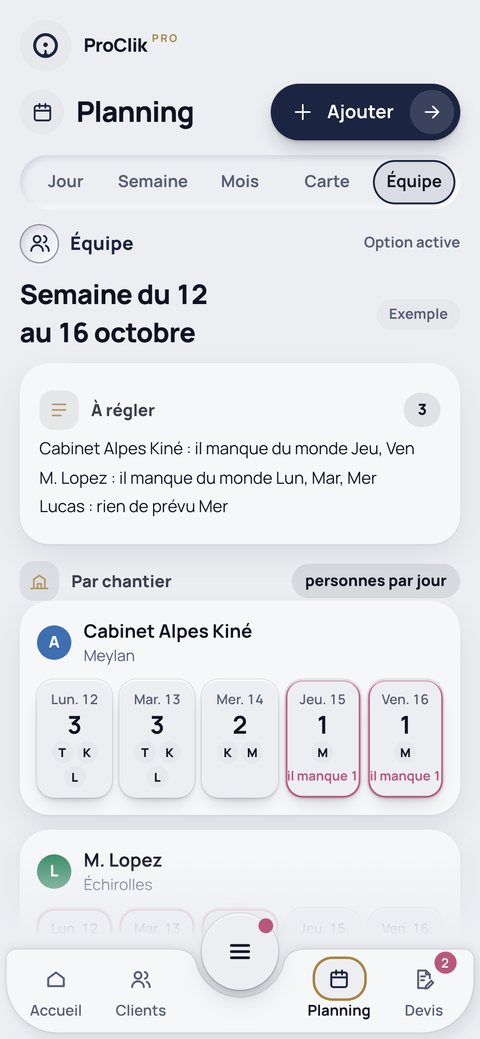 ProClik PRO
Planning
+ Ajouter →
Jour Semaine Mois Carte Équipe
Équipe Option active
Semaine du 12
au 16 octobre
Exemple
À régler 3
Cabinet Alpes Kiné : il manque du monde Jeu, Ven
M. Lopez : il manque du monde Lun, Mar, Mer
Lucas : rien de prévu Mer
Par chantier personnes par jour
A Cabinet Alpes Kiné
Meylan
Lun. 12 Mar. 13 Mer. 14 Jeu. 15 Ven. 16
3 3 2 1 1
T K T K K M M M
L L il manque 1 il manque 1
L M. Lopez
Échirolles
Lun. 12 Mar. 13 Jeu. 15 Ven. 16
2
Accueil Clients Planning Devis